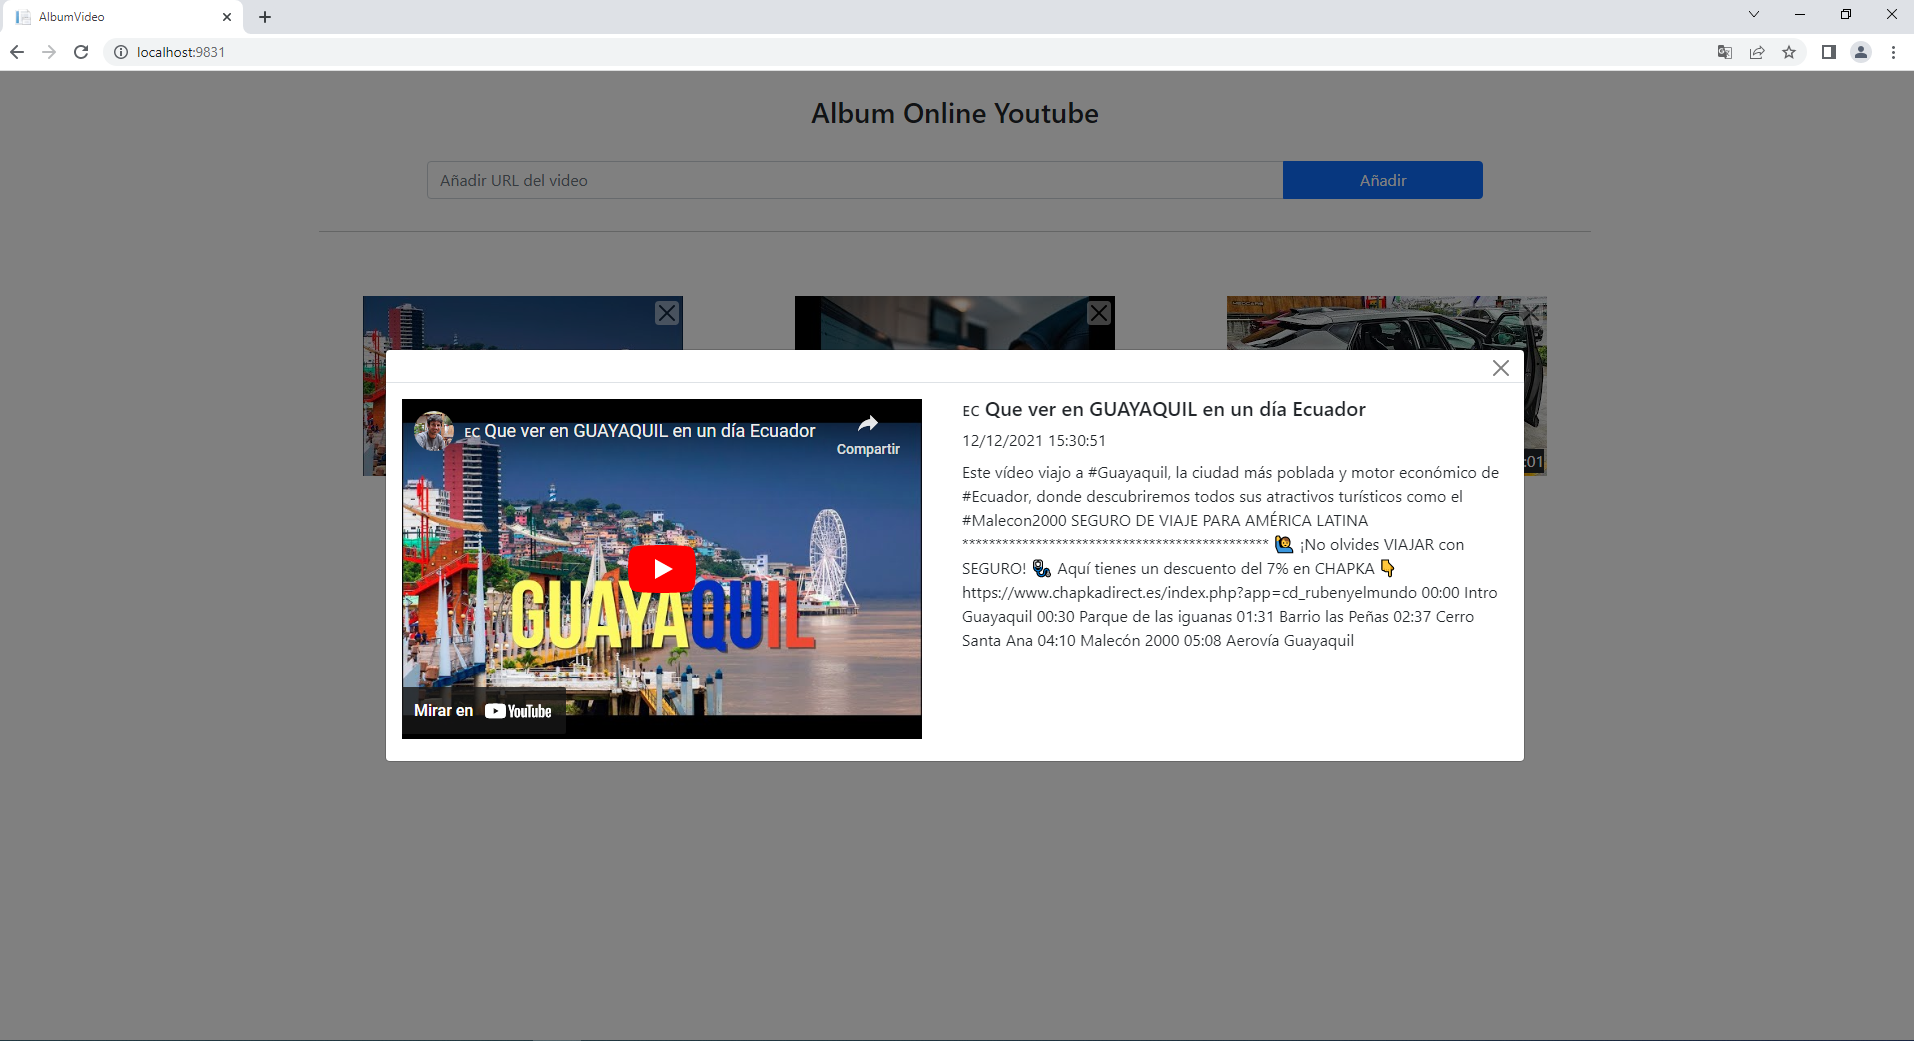 AlbumVideo
localhost:9831
Album Online Youtube
Añadir URL del video
Añadir
:01
EC Que ver en GUAYAQUIL en un día Ecuador
Compartir
GUAYAQUIL
Mirar en YouTube
EC Que ver en GUAYAQUIL en un día Ecuador
12/12/2021 15:30:51
Este vídeo viajo a #Guayaquil, la ciudad más poblada y motor económico de
#Ecuador, donde descubriremos todos sus atractivos turísticos como el
#Malecon2000 SEGURO DE VIAJE PARA AMÉRICA LATINA
********************************************** 🙋 ¡No olvides VIAJAR con
SEGURO! 🩺 Aquí tienes un descuento del 7% en CHAPKA 👇
https://www.chapkadirect.es/index.php?app=cd_rubenyelmundo 00:00 Intro
Guayaquil 00:30 Parque de las iguanas 01:31 Barrio las Peñas 02:37 Cerro
Santa Ana 04:10 Malecón 2000 05:08 Aerovía Guayaquil